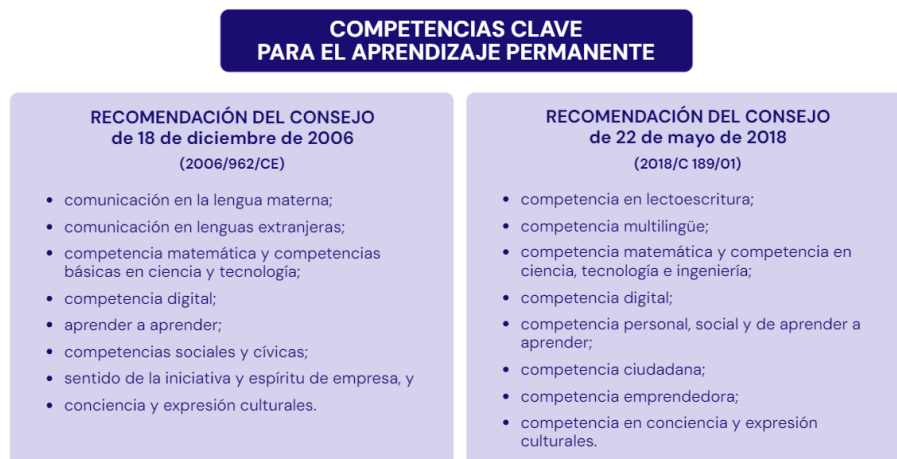 COMPETENCIAS CLAVE
PARA EL APRENDIZAJE PERMANENTE
RECOMENDACIÓN DEL CONSEJO
de 18 de diciembre de 2006
(2006/962/CE)
• comunicación en la lengua materna;
• comunicación en lenguas extranjeras;
• competencia matemática y competencias
básicas en ciencia y tecnología;
• competencia digital;
• aprender a aprender;
• competencias sociales y cívicas;
• sentido de la iniciativa y espíritu de empresa, y
• conciencia y expresión culturales.
RECOMENDACIÓN DEL CONSEJO
de 22 de mayo de 2018
(2018/C 189/01)
• competencia en lectoescritura;
• competencia multilingüe;
• competencia matemática y competencia en
ciencia, tecnología e ingeniería;
• competencia digital;
• competencia personal, social y de aprender a
aprender;
• competencia ciudadana;
• competencia emprendedora;
• competencia en conciencia y expresión
culturales.